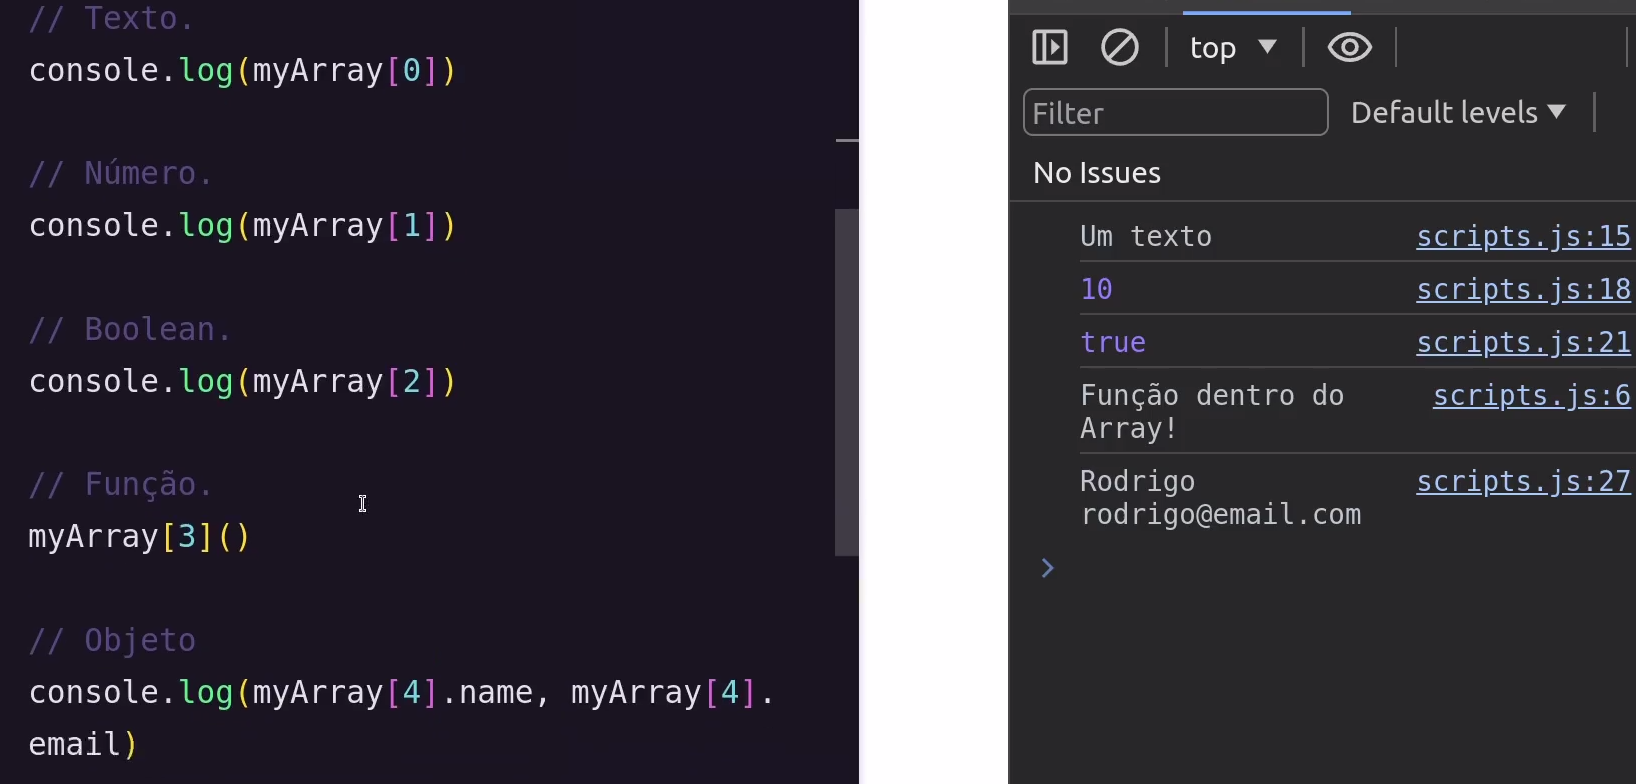 // Texto.
console.log(myArray[0])
// Número.
console.log(myArray[1])
// Boolean.
console.log(myArray[2])
// Função.
myArray[3]()
// Objeto
console.log(myArray[4].name, myArray[4].
email)
top
Filter
Default levels
No Issues
Um texto scripts.js:15
10 scripts.js:18
true scripts.js:21
Função dentro do scripts.js:6
Array!
Rodrigo scripts.js:27
rodrigo@email.com